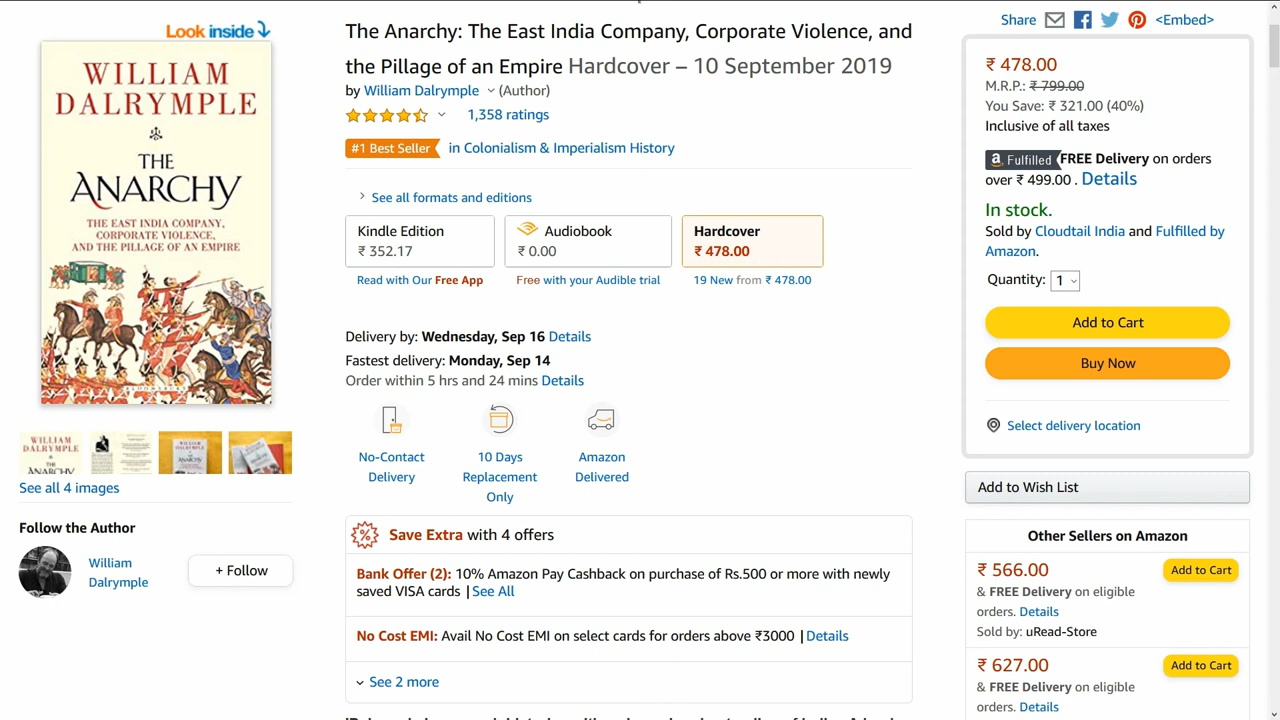 Look inside
WILLIAM
DALRYMPLE
THE
ANARCHY
THE EAST INDIA COMPANY,
CORPORATE VIOLENCE,
AND THE PILLAGE OF AN EMPIRE
BLOOMSBURY
WILLIAM
DALRYMPLE
THE
ANARCHY
See all 4 images
Follow the Author
William
Dalrymple
+ Follow
The Anarchy: The East India Company, Corporate Violence, and
the Pillage of an Empire Hardcover – 10 September 2019
by William Dalrymple (Author)
1,358 ratings
#1 Best Seller in Colonialism & Imperialism History
See all formats and editions
Kindle Edition
₹ 352.17
Read with Our Free App
Audiobook
₹ 0.00
Free with your Audible trial
Hardcover
₹ 478.00
19 New from ₹ 478.00
Delivery by: Wednesday, Sep 16 Details
Fastest delivery: Monday, Sep 14
Order within 5 hrs and 24 mins Details
No-Contact
Delivery
10 Days
Replacement
Only
Amazon
Delivered
Save Extra with 4 offers
Bank Offer (2): 10% Amazon Pay Cashback on purchase of Rs.500 or more with newly
saved VISA cards | See All
No Cost EMI: Avail No Cost EMI on select cards for orders above ₹3000 | Details
See 2 more
Share <Embed>
₹ 478.00
M.R.P.: ₹ 799.00
You Save: ₹ 321.00 (40%)
Inclusive of all taxes
a Fulfilled FREE Delivery on orders
over ₹ 499.00 . Details
In stock.
Sold by Cloudtail India and Fulfilled by
Amazon.
Quantity: 1
Add to Cart
Buy Now
Select delivery location
Add to Wish List
Other Sellers on Amazon
₹ 566.00 Add to Cart
& FREE Delivery on eligible
orders. Details
Sold by: uRead-Store
₹ 627.00 Add to Cart
& FREE Delivery on eligible
orders. Details